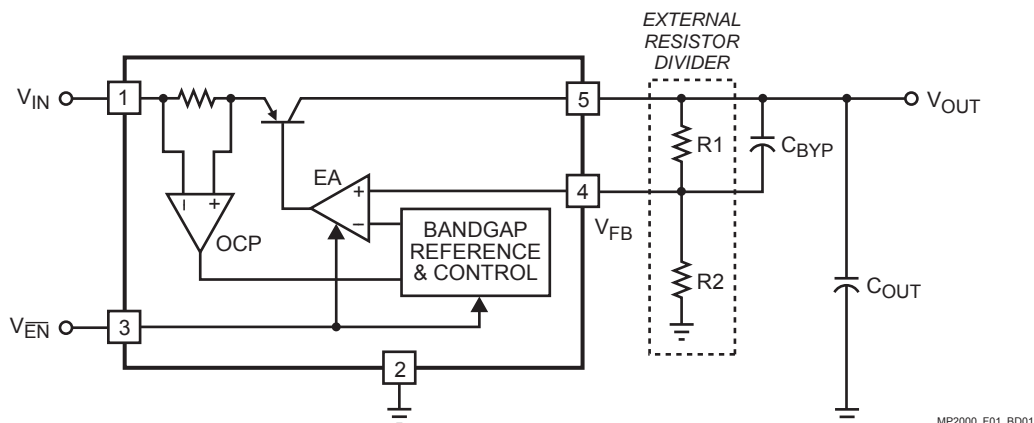 EXTERNAL
RESISTOR
DIVIDER
VIN
1
5
VOUT
R1
CBYP
EA
+
−
4
VFB
− +
OCP
BANDGAP
REFERENCE
& CONTROL
R2
COUT
VEN̅
3
2
MP2000_F01_BD01